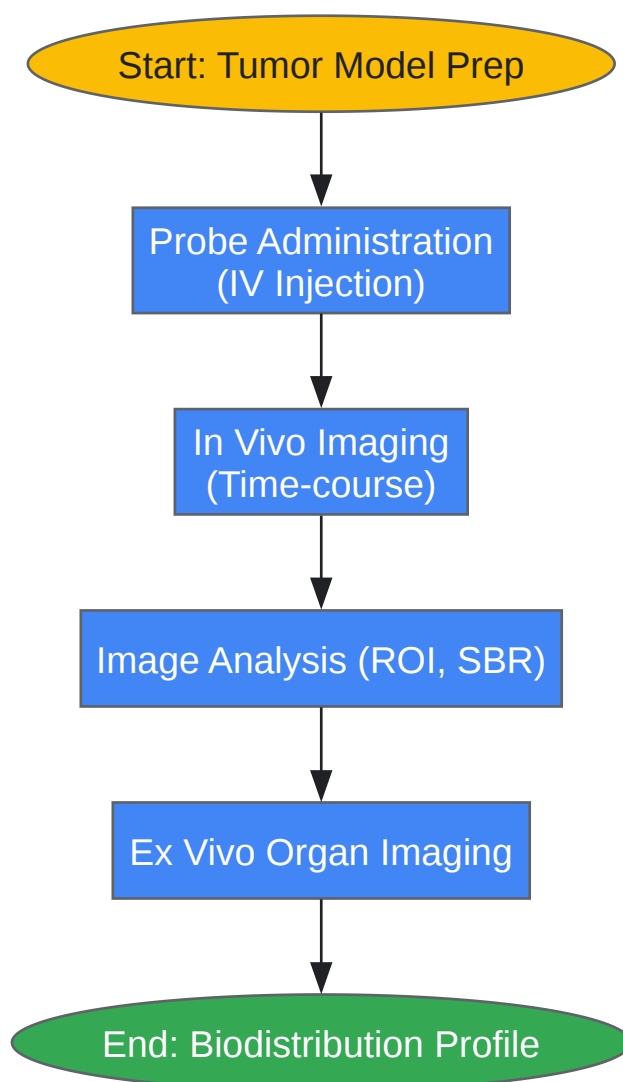 Start: Tumor Model Prep
Probe Administration
(IV Injection)
In Vivo Imaging
(Time-course)
Image Analysis (ROI, SBR)
Ex Vivo Organ Imaging
End: Biodistribution Profile